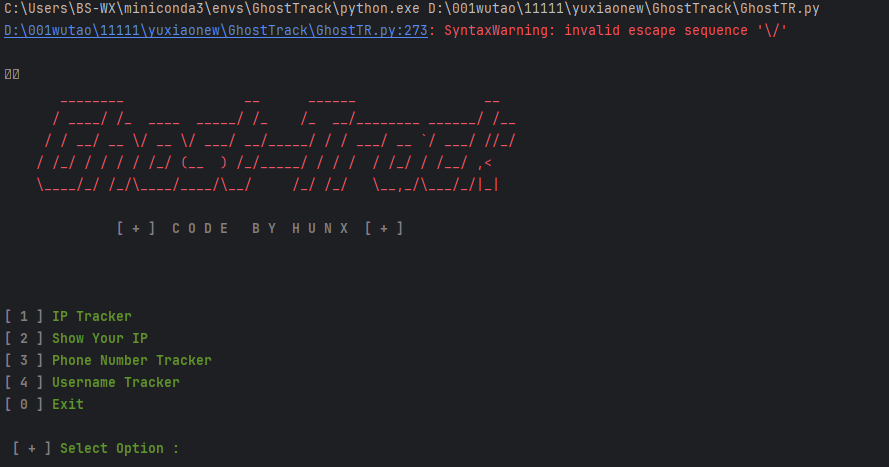 C:\Users\BS-WX\miniconda3\envs\GhostTrack\python.exe D:\001wutao\11111\yuxiaonew\GhostTrack\GhostTR.py
D:\001wutao\11111\yuxiaonew\GhostTrack\GhostTR.py:273: SyntaxWarning: invalid escape sequence '\/'
       ________               __      ______                __
      / ____/ /_  ____  _____/ /_    /_  __/________ ______/ /__
     / / __/ __ \/ __ \/ ___/ __/_____/ / / ___/ __ `/ ___/ //_/
    / /_/ / / / / /_/ (__  ) /_/_____/ / / /  / /_/ / /__/ ,<
    \____/_/ /_/\____/____/\__/     /_/ /_/   \__,_/\___/_/|_|
[ + ]  C O D E   B Y  H U N X  [ + ]
[ 1 ] IP Tracker
[ 2 ] Show Your IP
[ 3 ] Phone Number Tracker
[ 4 ] Username Tracker
[ 0 ] Exit
[ + ] Select Option :